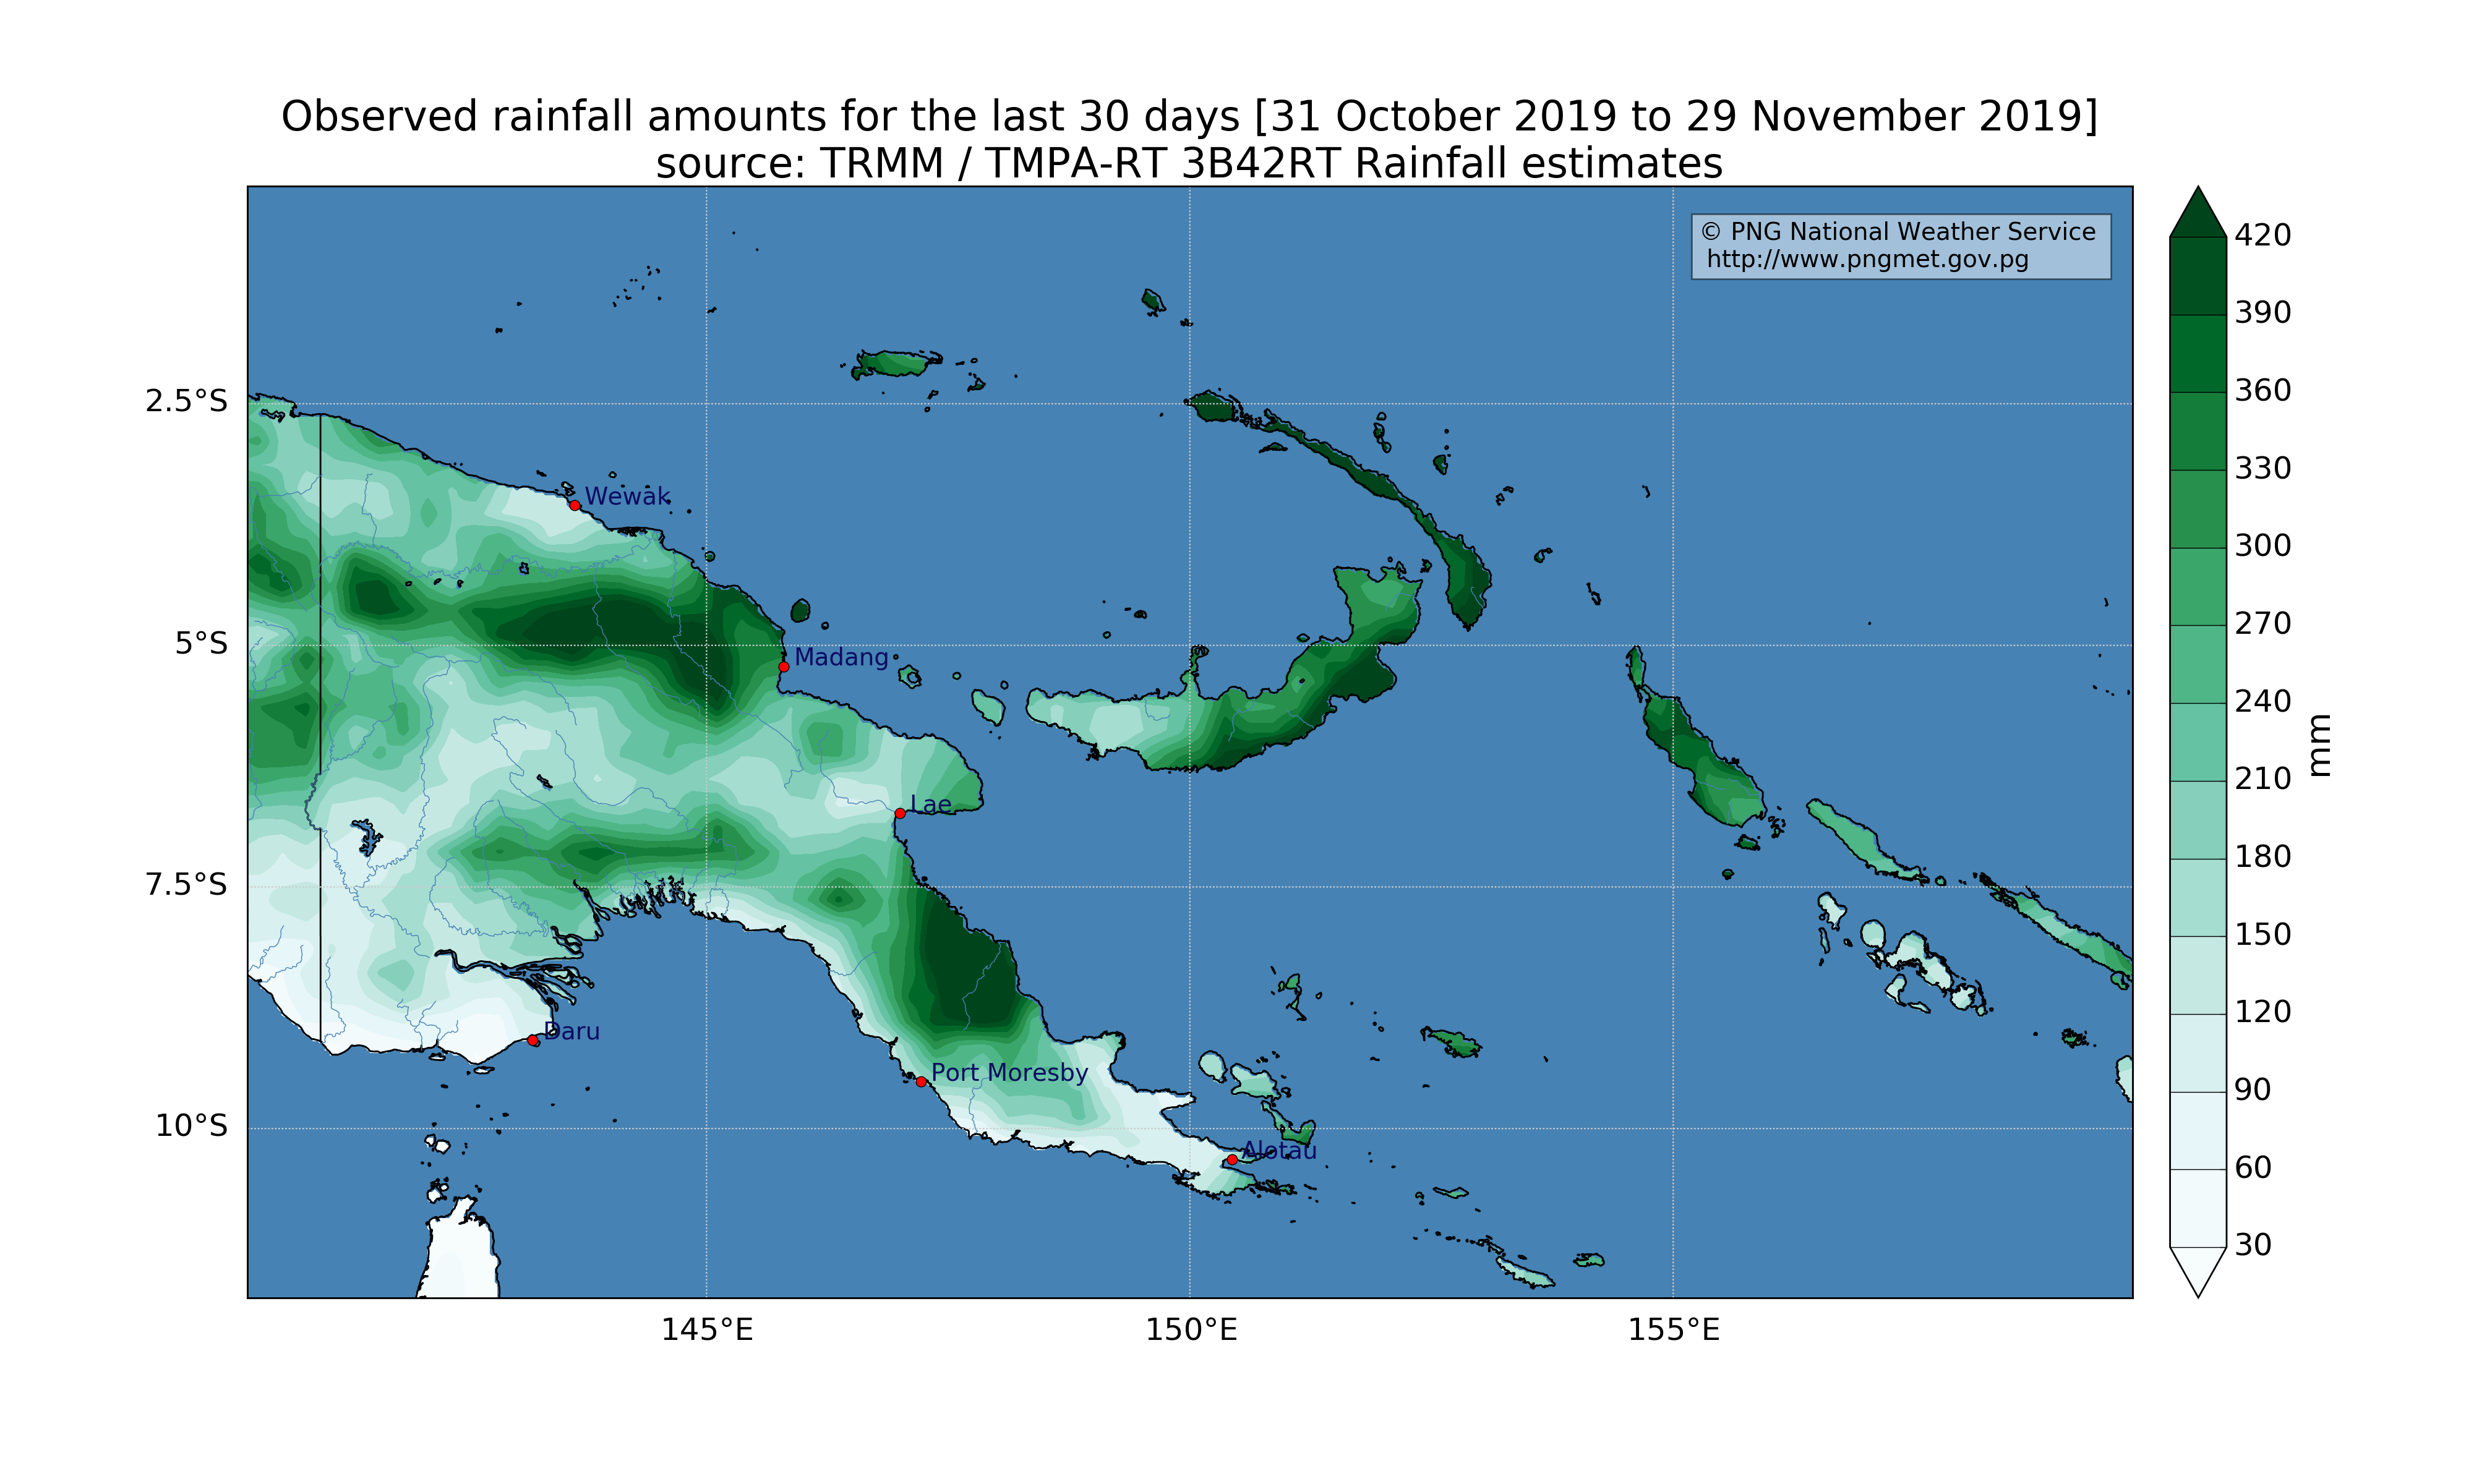 Observed rainfall amounts for the last 30 days [31 October 2019 to 29 November 2019]
source: TRMM / TMPA-RT 3B42RT Rainfall estimates
© PNG National Weather Service
http://www.pngmet.gov.pg
420
390
360
330
300
270
240
210
180
150
120
90
60
30
mm
2.5°S
5°S
7.5°S
10°S
Wewak
Madang
Lae
Daru
Port Moresby
Alotau
145°E
150°E
155°E